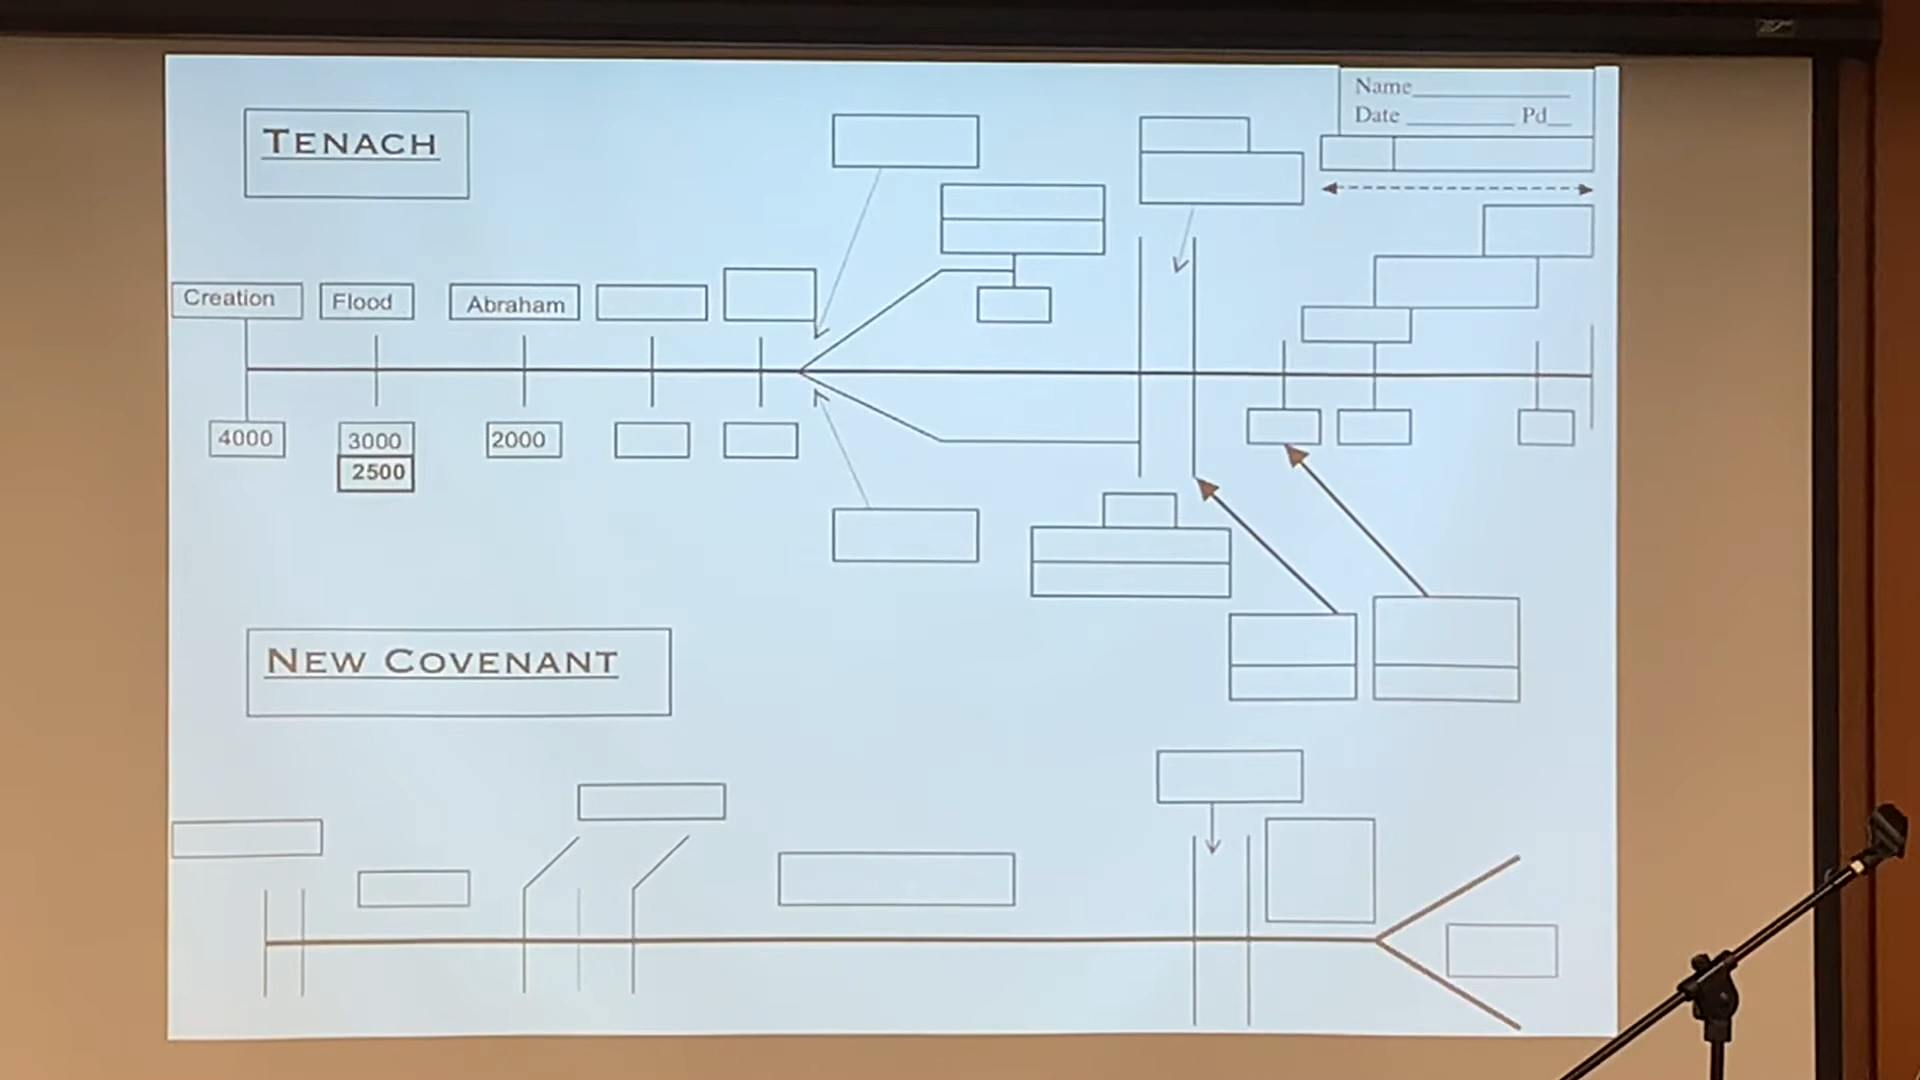 Name
Date Pd
TENACH
Creation
Flood
Abraham
4000
3000
2000
2500
NEW COVENANT